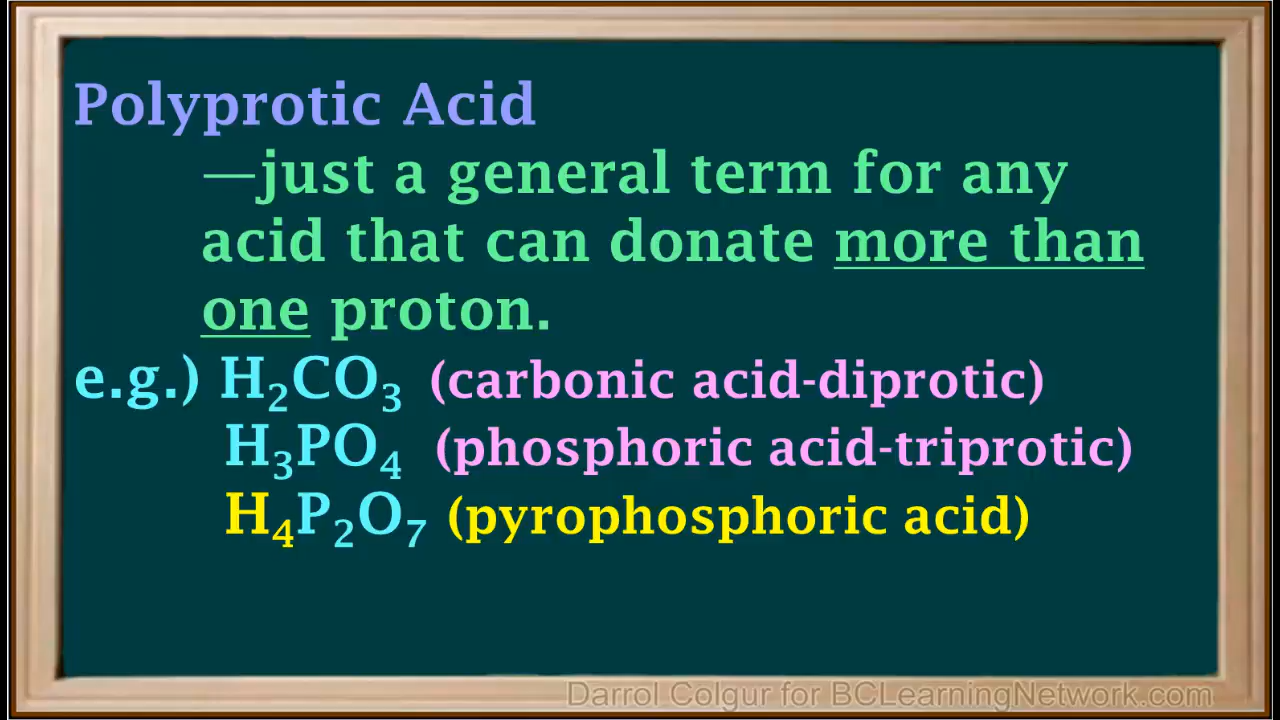 Polyprotic Acid
—just a general term for any
acid that can donate more than
one proton.
e.g.) H₂CO₃ (carbonic acid-diprotic)
H₃PO₄ (phosphoric acid-triprotic)
H₄P₂O₇ (pyrophosphoric acid)
Darrol Colgur for BCLearningNetwork.com